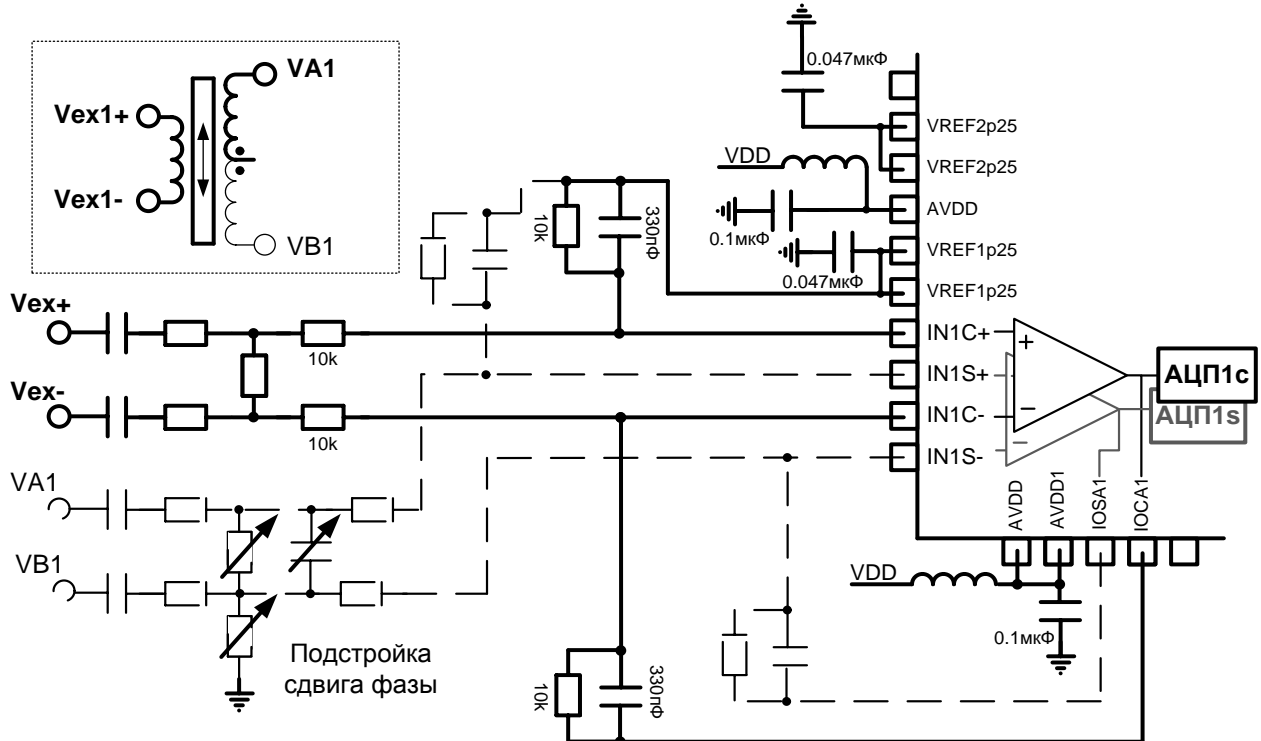 VA1
Vex1+
Vex1-
VB1
0.047мкФ
VREF2p25
VDD
VREF2p25
AVDD
0.1мкФ
VREF1p25
0.047мкФ
VREF1p25
10k
330пФ
Vex+
10k
IN1C+
IN1S+
Vex-
10k
IN1C-
IN1S-
АЦП1c
АЦП1s
VA1
VB1
AVDD
AVDD1
IOSA1
IOCA1
VDD
0.1мкФ
Подстройка
сдвига фазы
10k
330пФ